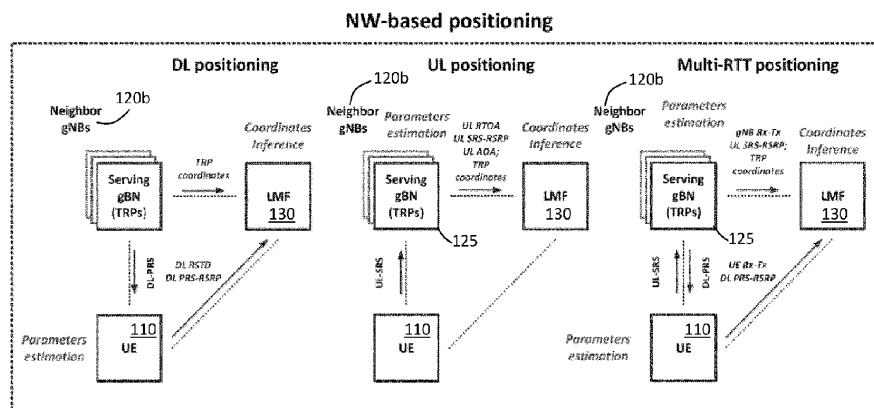 NW-based positioning
DL positioning
Neighbor gNBs
120b
Coordinates Inference
TRP coordinates
Serving gBN (TRPs)
LMF
130
DL-PRS
DL RSTD
DL PRS-RSRP
Parameters estimation
110
UE
UL positioning
120b
Neighbor gNBs
Parameters estimation
UL RTOA
UL SRS-RSRP
UL AOA;
TRP coordinates
Coordinates Inference
Serving gBN (TRPs)
125
LMF
130
UL-SRS
110
UE
Multi-RTT positioning
120b
Neighbor gNBs
Parameters estimation
gNB Rx-Tx
UL SRS-RSRP;
TRP coordinates
Coordinates Inference
Serving gBN (TRPs)
125
LMF
130
UL-SRS
DL-PRS
UE Rx-Tx
DL PRS-RSRP
Parameters estimation
110
UE